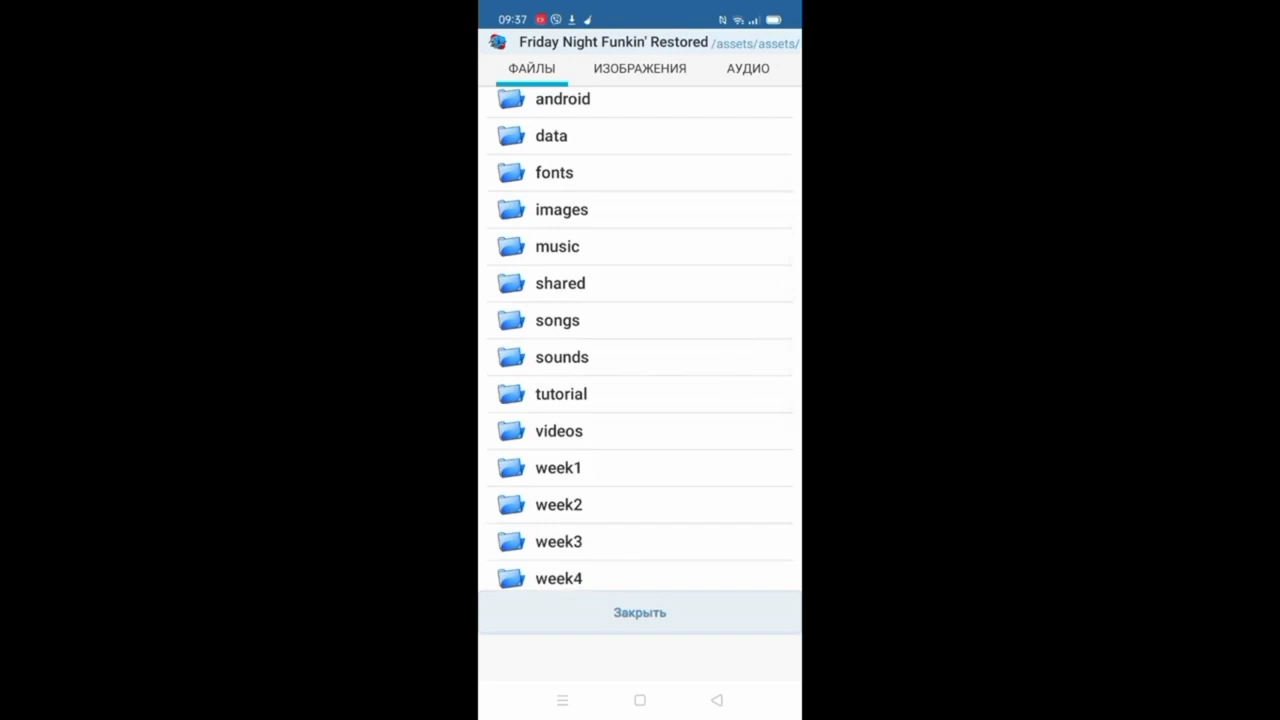 09:37
Friday Night Funkin' Restored /assets/assets/
ФАЙЛЫ ИЗОБРАЖЕНИЯ АУДИО
android
data
fonts
images
music
shared
songs
sounds
tutorial
videos
week1
week2
week3
week4
Закрыть